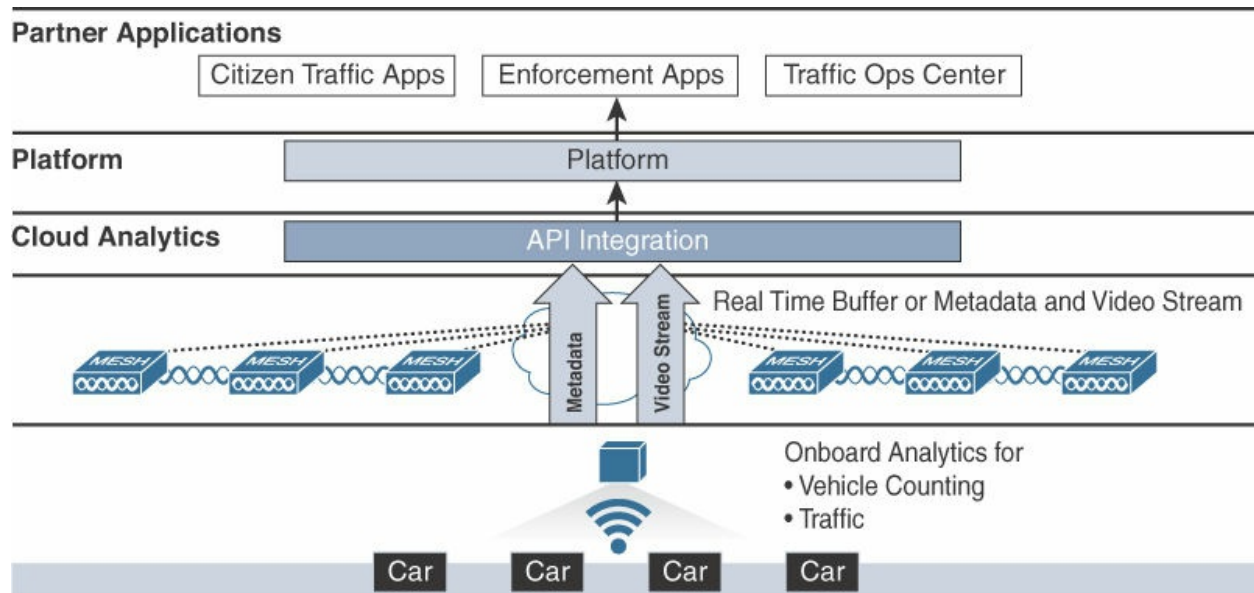 Partner Applications
Citizen Traffic Apps
Enforcement Apps
Traffic Ops Center
Platform
Platform
Cloud Analytics
API Integration
Real Time Buffer or Metadata and Video Stream
MESH
MESH
MESH
Metadata
Video Stream
MESH
MESH
MESH
Onboard Analytics for
• Vehicle Counting
• Traffic
Car
Car
Car
Car